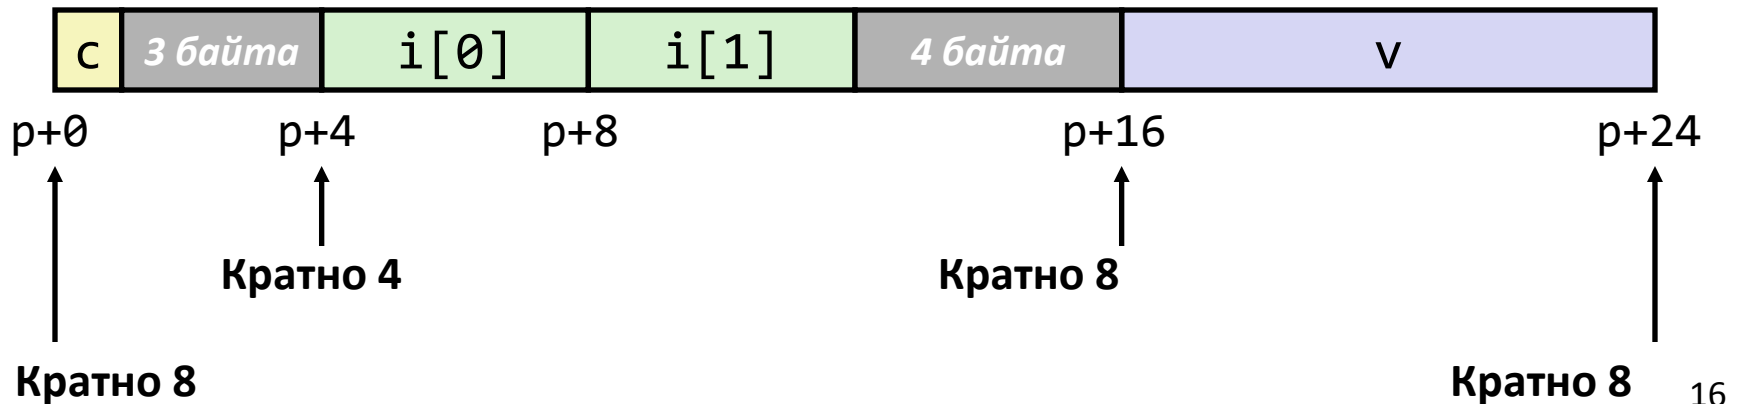 c 3 байта i[0] i[1] 4 байта v
p+0 p+4 p+8 p+16 p+24
Кратно 4 Кратно 8
Кратно 8 Кратно 8 16